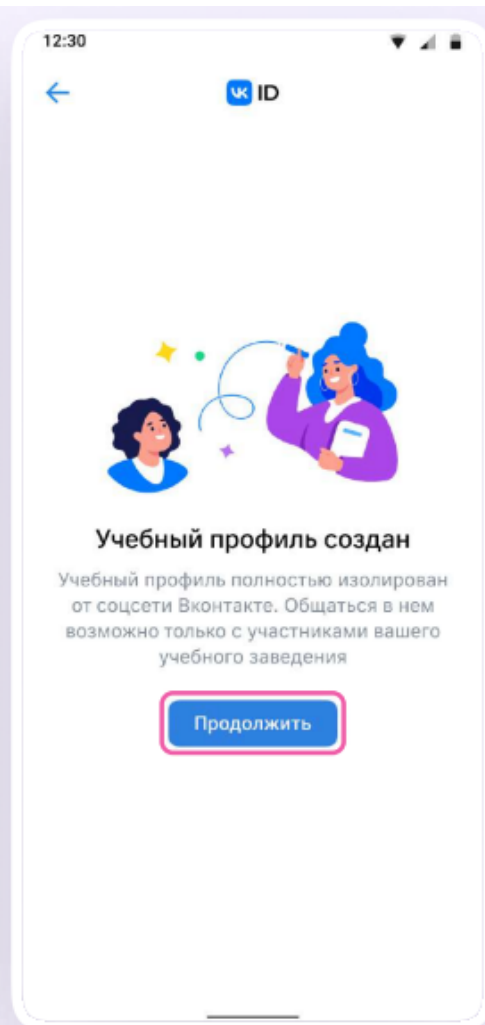 12:30
VK ID
Учебный профиль создан
Учебный профиль полностью изолирован
от соцсети Вконтакте. Общаться в нем
возможно только с участниками вашего
учебного заведения
Продолжить